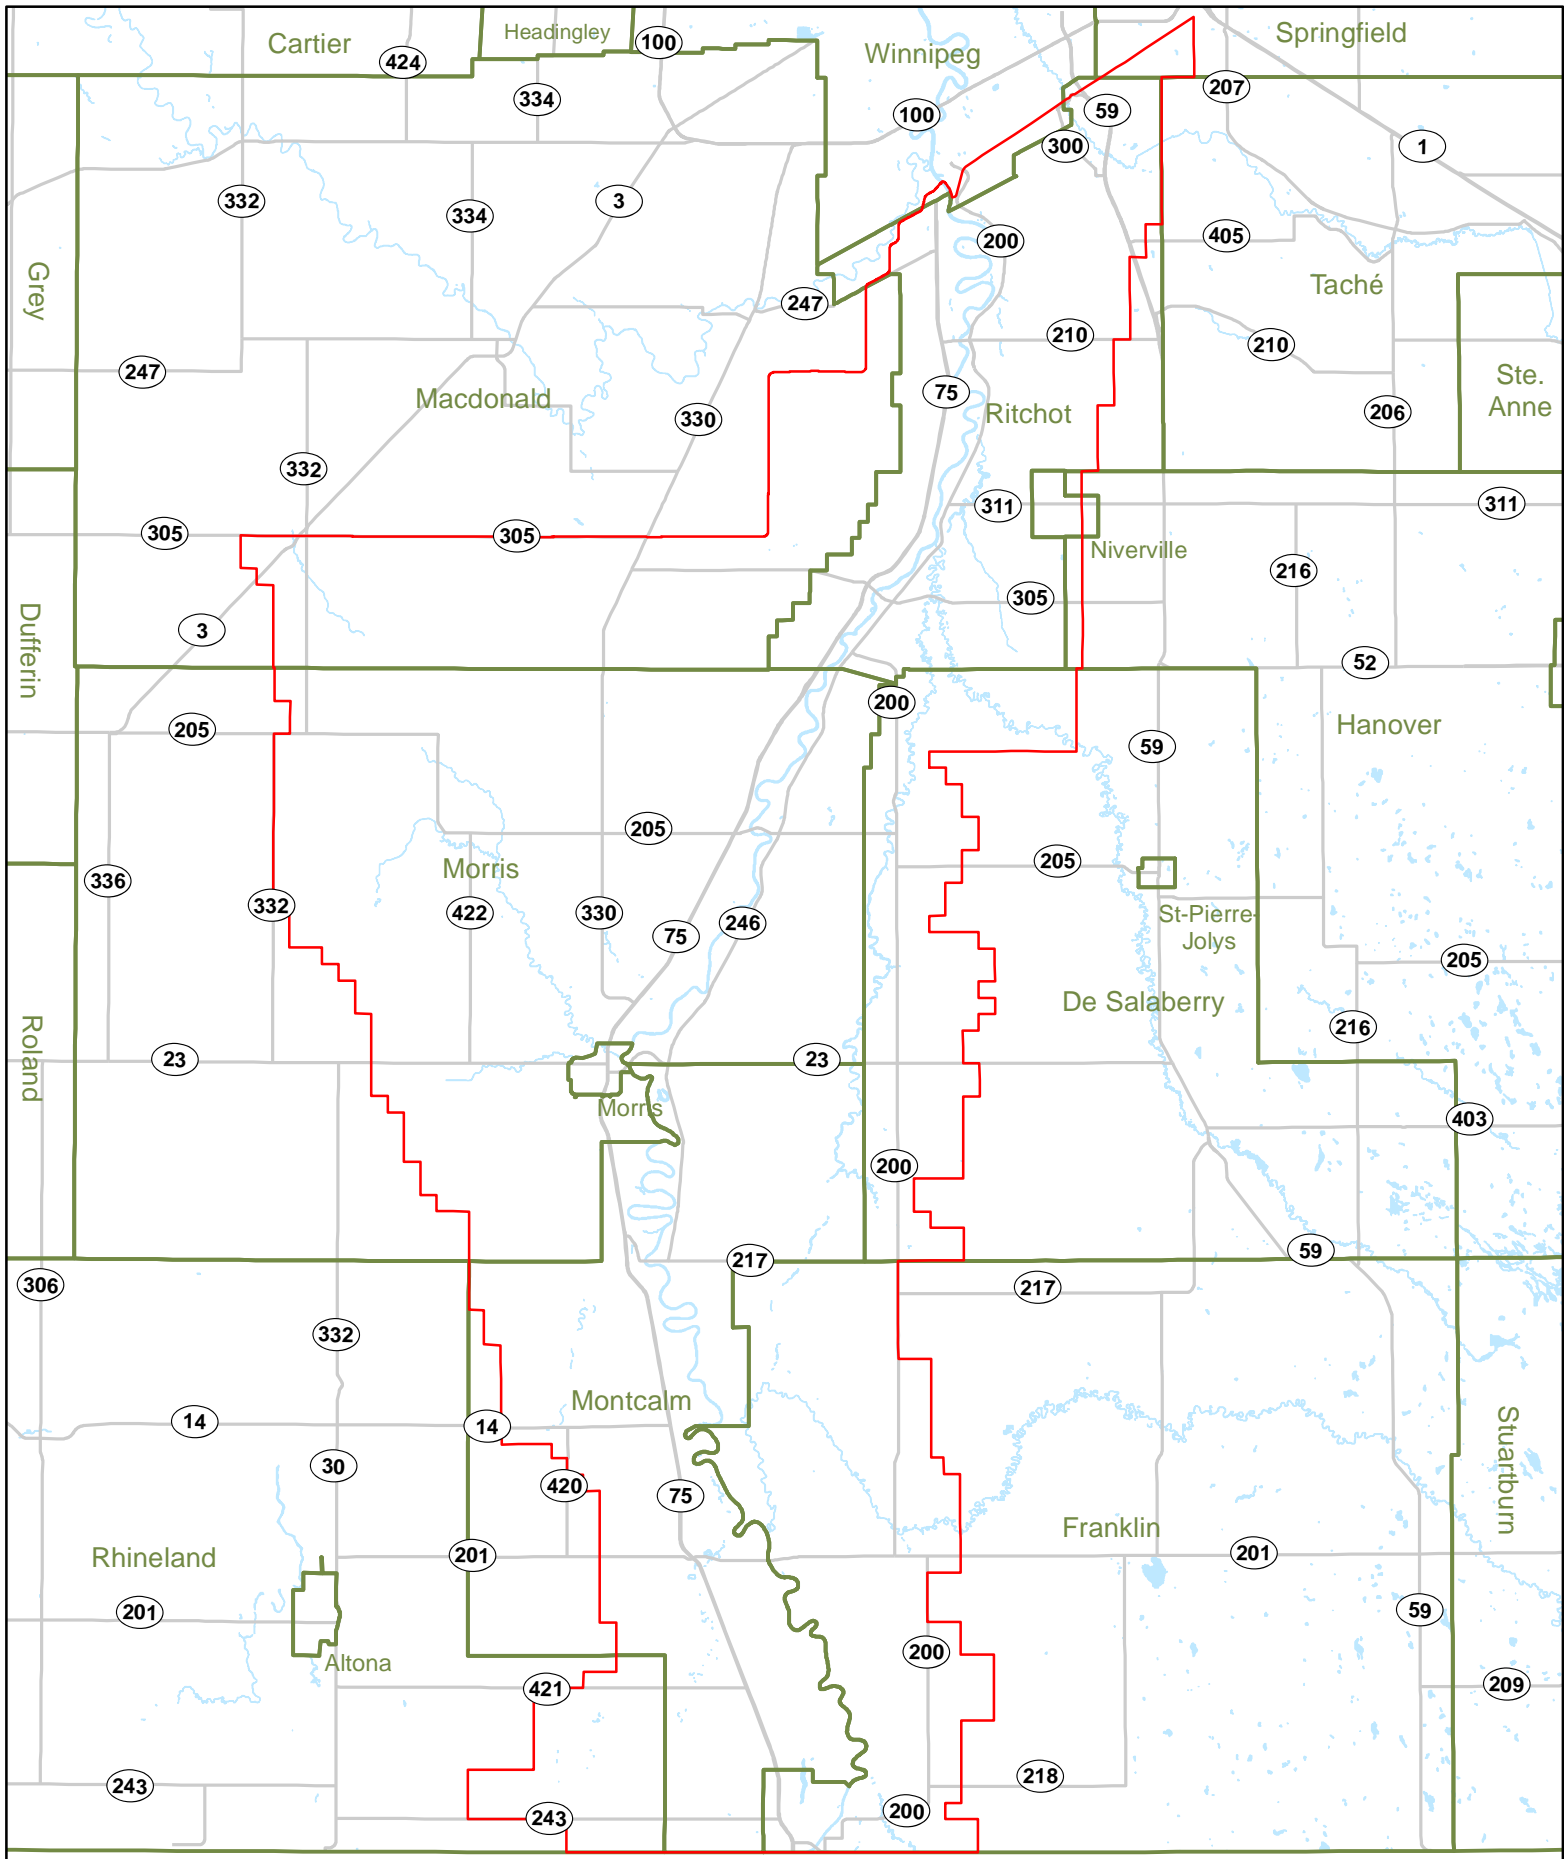 Cartier
Headingley
100
Winnipeg
Springfield
424
334
207
100
59
300
1
332
334
3
200
405
Grey
Taché
247
210
210
247
Macdonald
75
Ritchot
Ste.
Anne
330
206
332
311
311
305
305
Niverville
216
305
Dufferin
3
52
200
205
59
Hanover
205
205
Morris
336
332
422
330
246
75
St-Pierre-
Jolys
205
De Salaberry
216
Roland
23
23
Morris
403
200
59
217
306
217
332
Montcalm
14
14
Stuartburn
30
420
75
Franklin
Rhineland
201
201
201
59
Altona
200
421
209
243
218
243
200